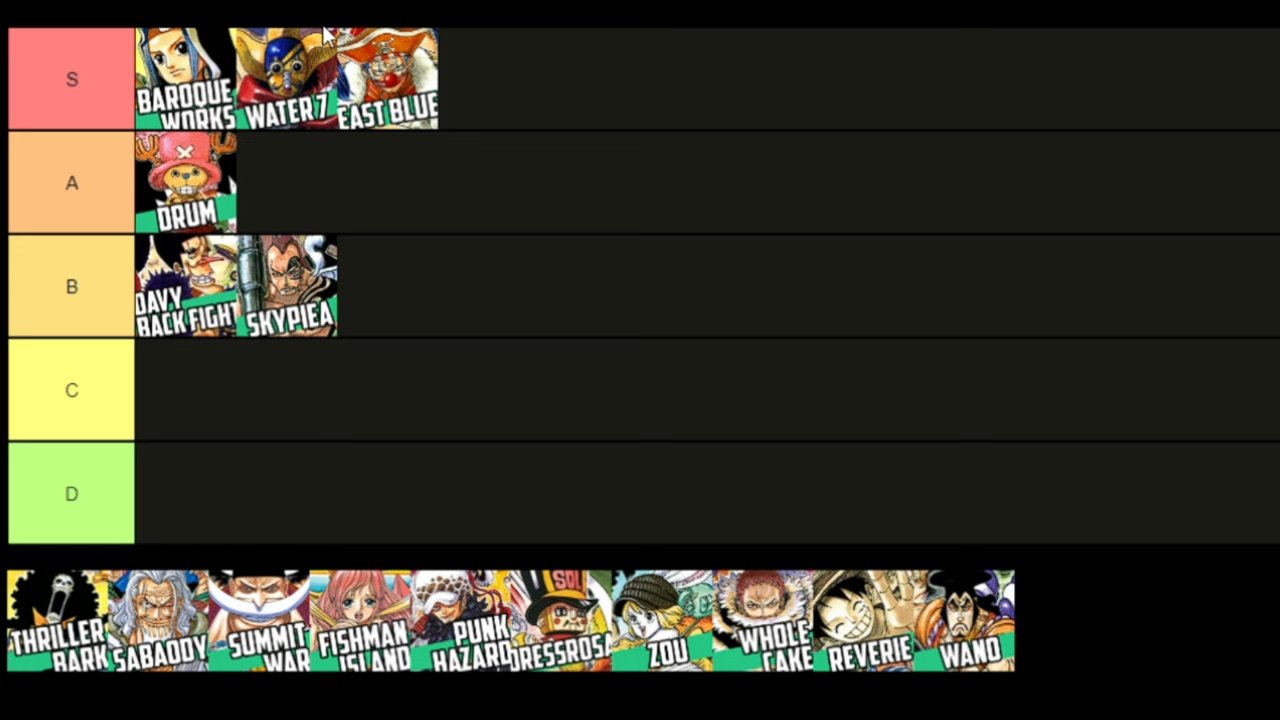 S
BAROQUE
WORKS
WATER 7
EAST BLUE
A
DRUM
B
DAVY
BACK FIGHT
SKYPIEA
C
D
THRILLER
BARK
SABAODY
SUMMIT
WAR
FISHMAN
ISLAND
PUNK
HAZARD
DRESSROSA
ZOU
WHOLE
CAKE
REVERIE
WANO